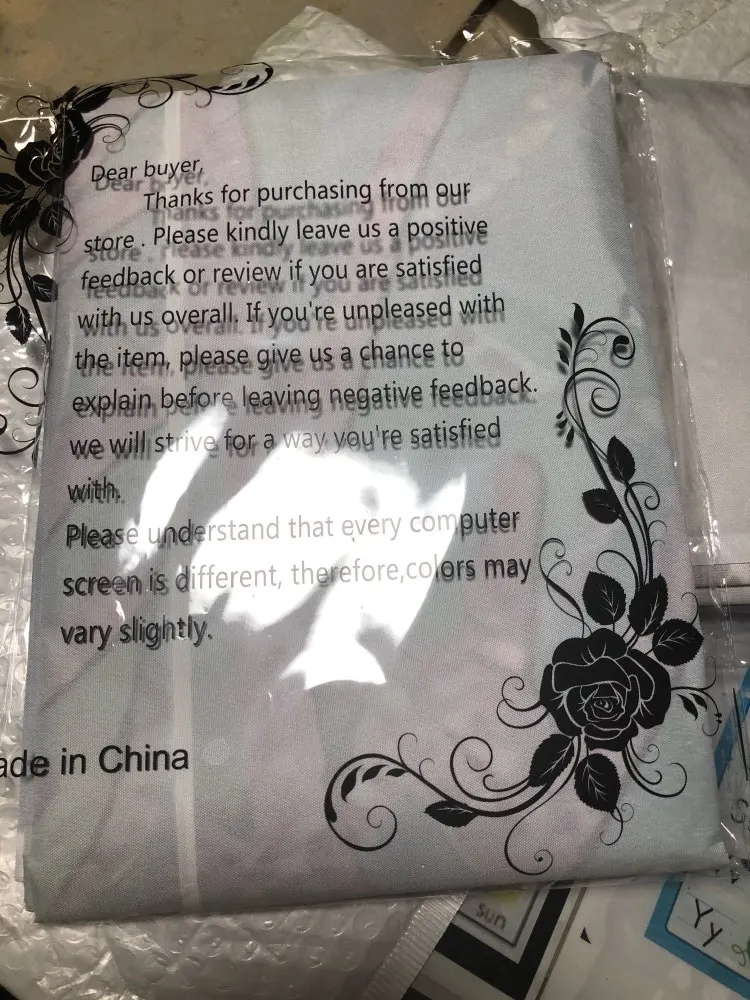 Dear buyer,
Thanks for purchasing from our
store . Please kindly leave us a positive
feedback or review if you are satisfied
with us overall. If you're unpleased with
the item, please give us a chance to
explain before leaving negative feedback.
we will strive for a way you're satisfied
with.
Please understand that every computer
screen is different, therefore,colors may
vary slightly.
ade in China
sun
Yy